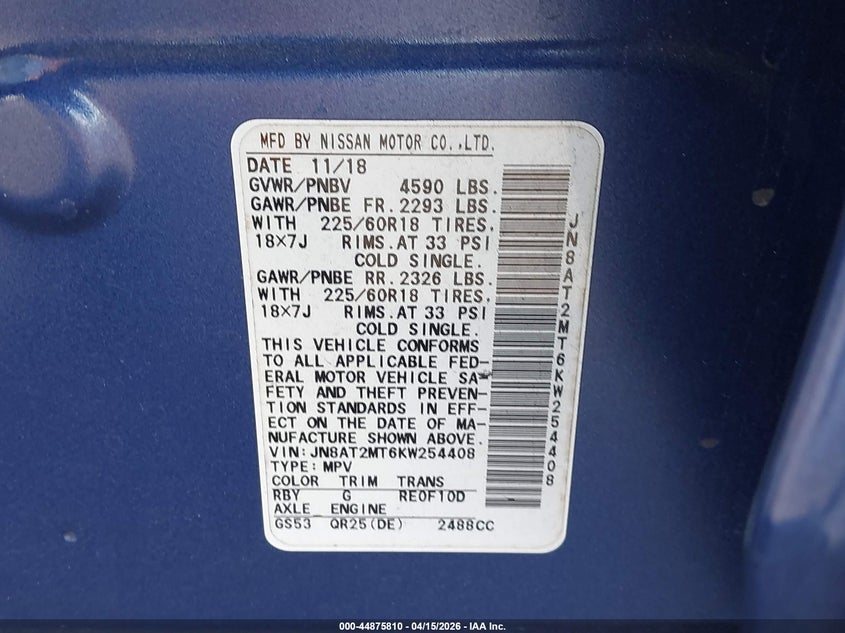 MFD BY NISSAN MOTOR CO.,LTD.
DATE 11/18
GVWR/PNBV 4590 LBS.
GAWR/PNBE FR. 2293 LBS.
WITH 225/60R18 TIRES,
18×7J RIMS.AT 33 PSI
COLD SINGLE.
GAWR/PNBE RR. 2326 LBS.
WITH 225/60R18 TIRES,
18×7J RIMS.AT 33 PSI
COLD SINGLE.
THIS VEHICLE CONFORMS
TO ALL APPLICABLE FED-
ERAL MOTOR VEHICLE SA-
FETY AND THEFT PREVEN-
TION STANDARDS IN EFF-
ECT ON THE DATE OF MA-
NUFACTURE SHOWN ABOVE.
VIN:JN8AT2MT6KW254408
TYPE:MPV
COLOR TRIM TRANS
RBY G RE0F10D
AXLE ENGINE
GS53 QR25(DE) 2488CC
JN8AT2MT6KW254408
000-44875810 - 04/15/2026 - IAA Inc.